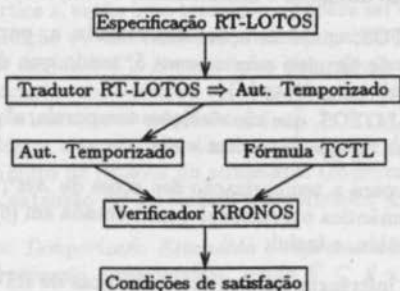 Especificação RT-LOTOS
Tradutor RT-LOTOS ⇒ Aut. Temporizado
Aut. Temporizado
Fórmula TCTL
Verificador KRONOS
Condições de satisfação